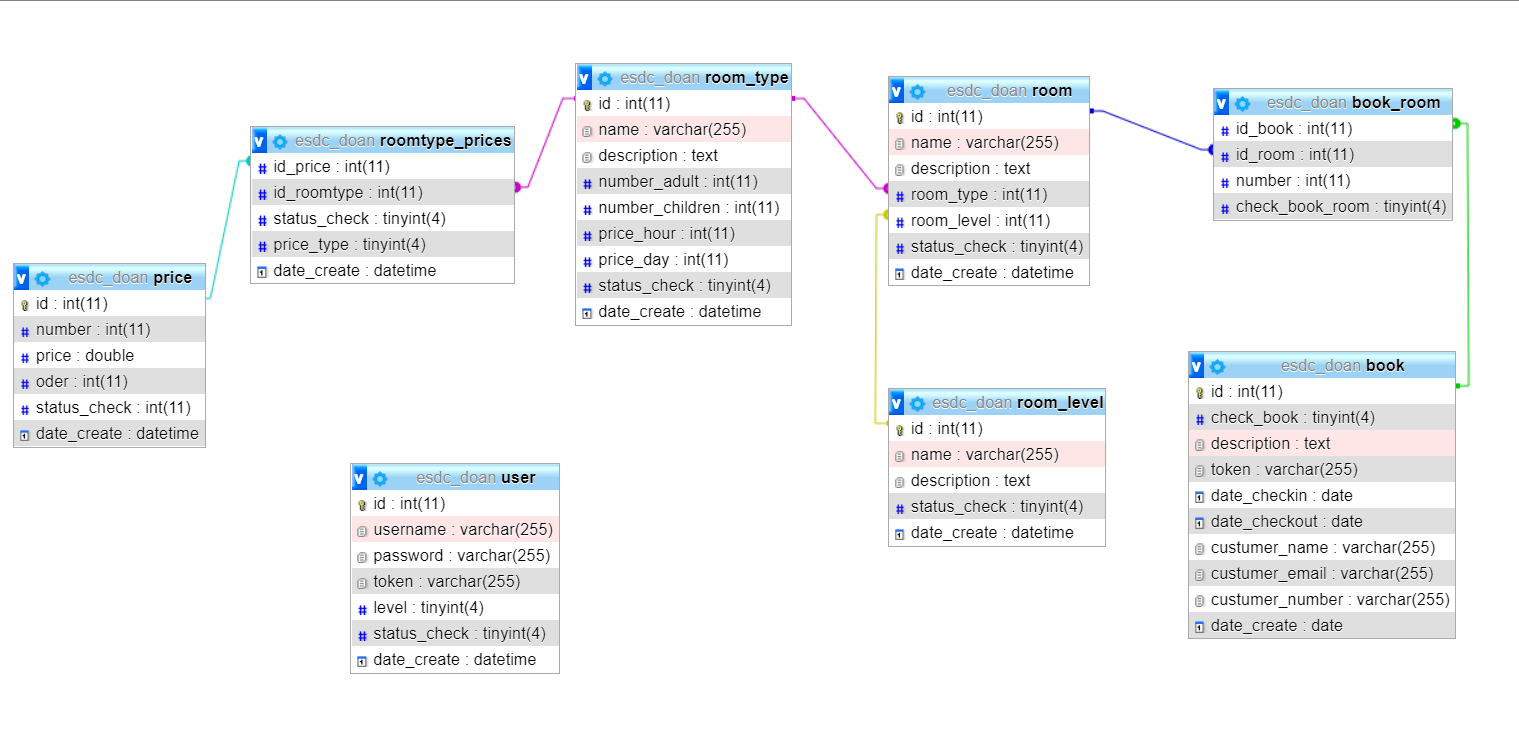 esdc_doan price
id : int(11)
number : int(11)
price : double
oder : int(11)
status_check : int(11)
date_create : datetime
esdc_doan roomtype_prices
id_price : int(11)
id_roomtype : int(11)
status_check : tinyint(4)
price_type : tinyint(4)
date_create : datetime
esdc_doan user
id : int(11)
username : varchar(255)
password : varchar(255)
token : varchar(255)
level : tinyint(4)
status_check : tinyint(4)
date_create : datetime
esdc_doan room_type
id : int(11)
name : varchar(255)
description : text
number_adult : int(11)
number_children : int(11)
price_hour : int(11)
price_day : int(11)
status_check : tinyint(4)
date_create : datetime
esdc_doan room
id : int(11)
name : varchar(255)
description : text
room_type : int(11)
room_level : int(11)
status_check : tinyint(4)
date_create : datetime
esdc_doan room_level
id : int(11)
name : varchar(255)
description : text
status_check : tinyint(4)
date_create : datetime
esdc_doan book_room
id_book : int(11)
id_room : int(11)
number : int(11)
check_book_room : tinyint(4)
esdc_doan book
id : int(11)
check_book : tinyint(4)
description : text
token : varchar(255)
date_checkin : date
date_checkout : date
custumer_name : varchar(255)
custumer_email : varchar(255)
custumer_number : varchar(255)
date_create : date